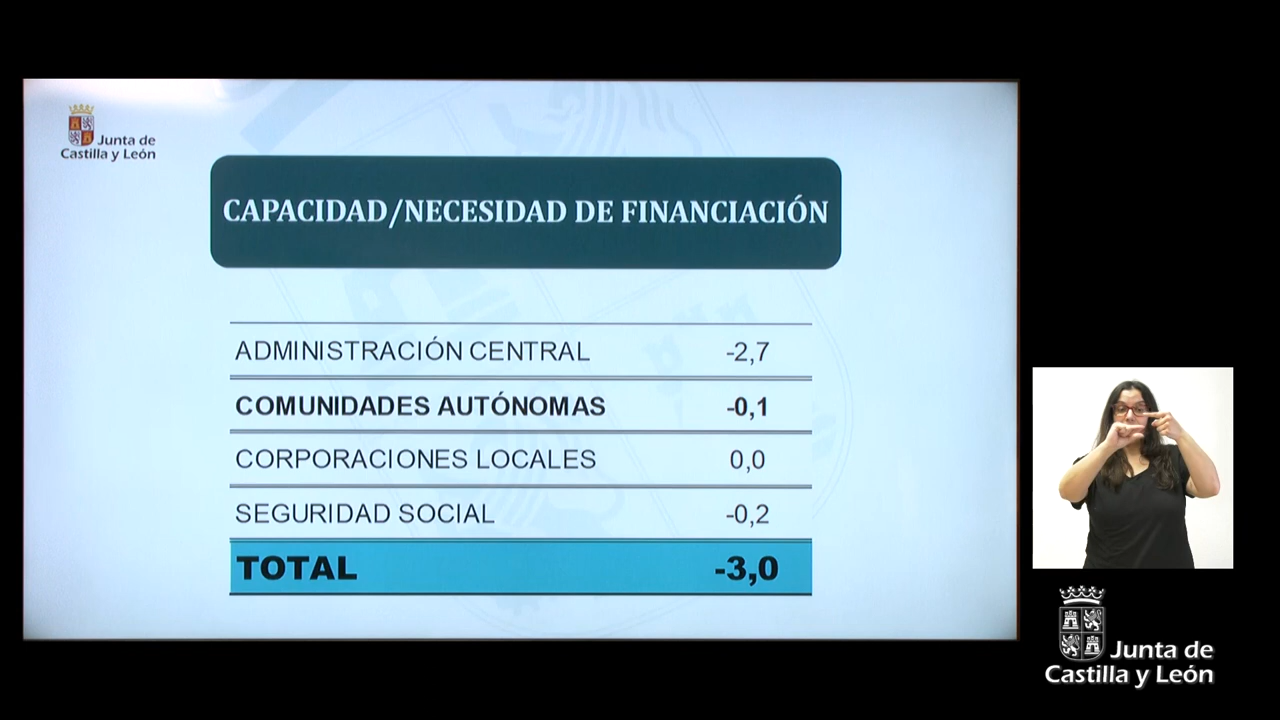 Junta de
Castilla y León
CAPACIDAD/NECESIDAD DE FINANCIACIÓN
ADMINISTRACIÓN CENTRAL -2,7
COMUNIDADES AUTÓNOMAS -0,1
CORPORACIONES LOCALES 0,0
SEGURIDAD SOCIAL -0,2
TOTAL -3,0
Junta de
Castilla y León